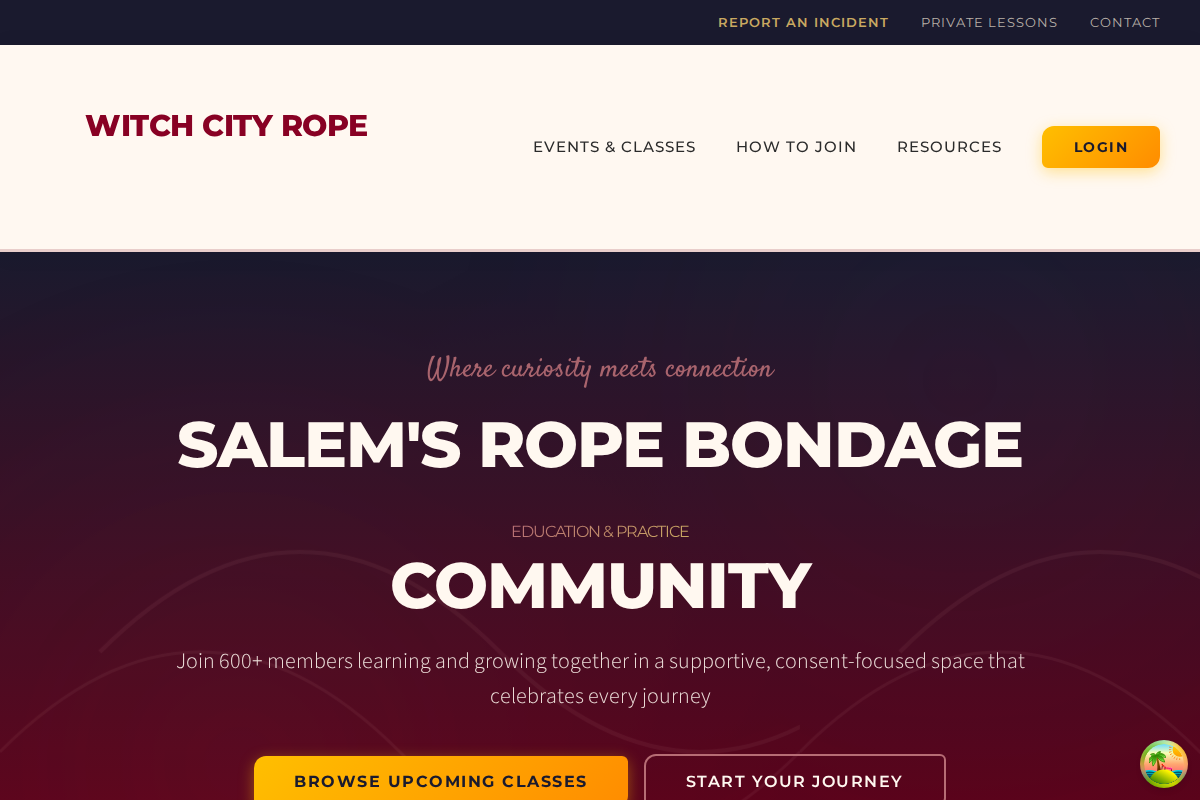 REPORT AN INCIDENT PRIVATE LESSONS CONTACT
WITCH CITY ROPE
EVENTS & CLASSES HOW TO JOIN RESOURCES LOGIN
Where curiosity meets connection
SALEM'S ROPE BONDAGE
EDUCATION & PRACTICE
COMMUNITY
Join 600+ members learning and growing together in a supportive, consent-focused space that
celebrates every journey
BROWSE UPCOMING CLASSES START YOUR JOURNEY